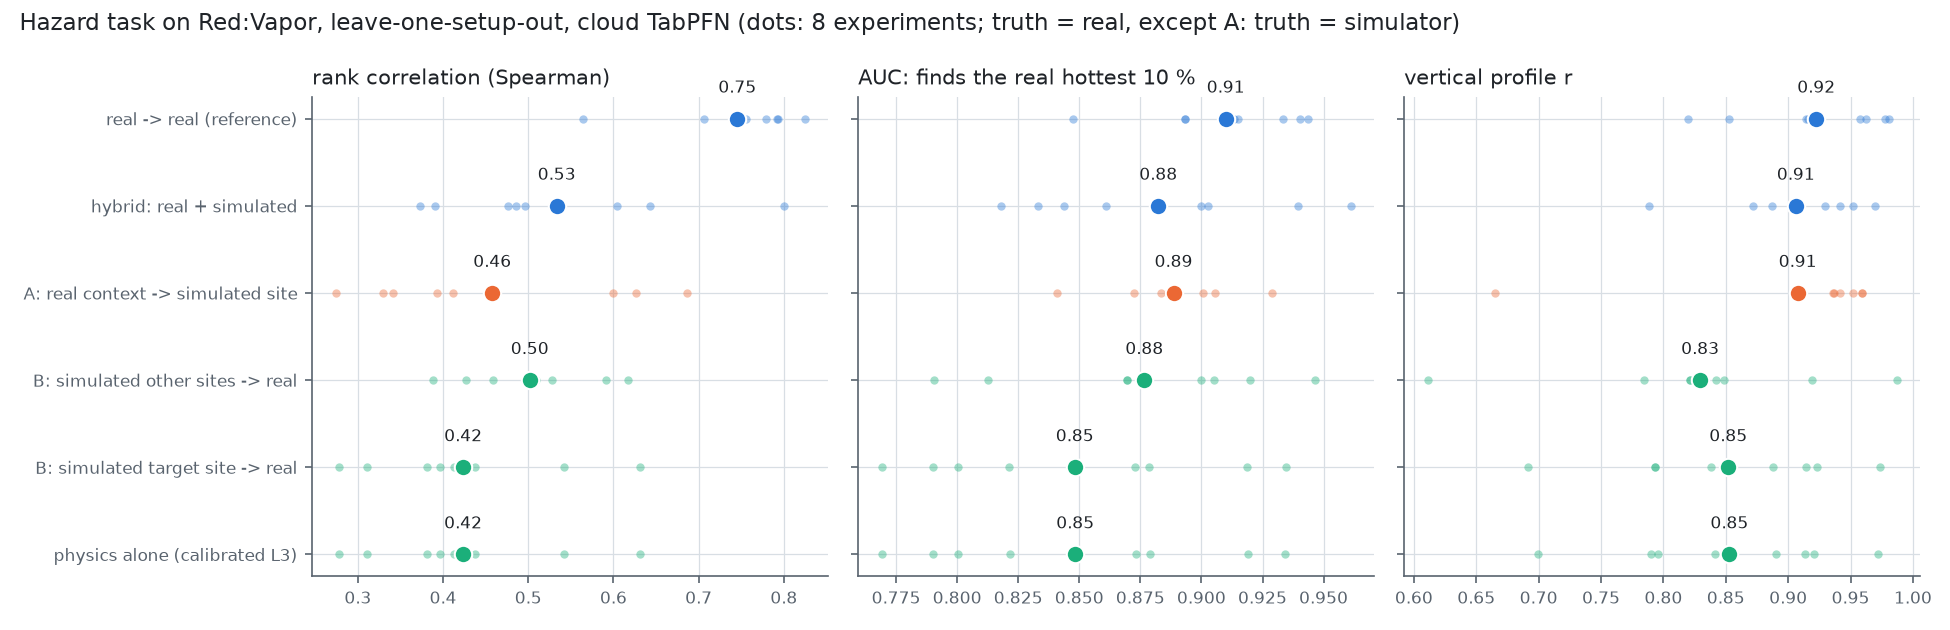 Hazard task on Red:Vapor, leave-one-setup-out, cloud TabPFN (dots: 8 experiments; truth = real, except A: truth = simulator)
rank correlation (Spearman)
AUC: finds the real hottest 10 %
vertical profile r
real -> real (reference)
0.75
0.91
0.92
hybrid: real + simulated
0.53
0.88
0.91
A: real context -> simulated site
0.46
0.89
0.91
B: simulated other sites -> real
0.50
0.88
0.83
B: simulated target site -> real
0.42
0.85
0.85
physics alone (calibrated L3)
0.42
0.85
0.85
0.3 0.4 0.5 0.6 0.7 0.8
0.775 0.800 0.825 0.850 0.875 0.900 0.925 0.950
0.60 0.65 0.70 0.75 0.80 0.85 0.90 0.95 1.00